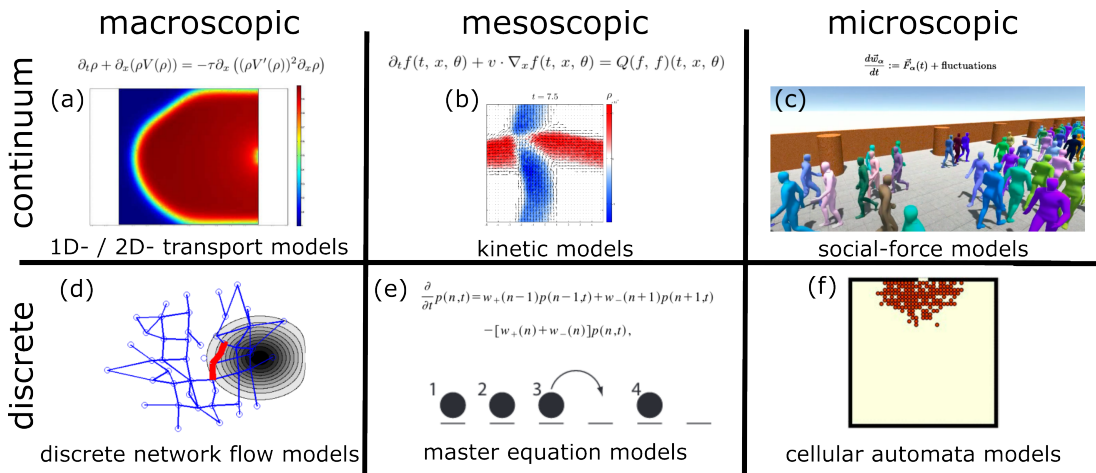 macroscopic
mesoscopic
microscopic
continuum
∂ₜρ + ∂ₓ(ρV(ρ)) = −τ∂ₓ ((ρV′(ρ))²∂ₓρ)
∂ₜf(t, x, θ) + v · ∇ₓf(t, x, θ) = Q(f, f)(t, x, θ)
dw⃗_α/dt := F⃗_α(t) + fluctuations
(a)
(b)
t = 7.5
ρ
(c)
1D- / 2D- transport models
kinetic models
social-force models
discrete
(d)
(e)
∂/∂t p(n,t)=w₊(n−1)p(n−1,t)+w₋(n+1)p(n+1,t)
−[w₊(n)+w₋(n)]p(n,t),
1 2 3 4
(f)
discrete network flow models
master equation models
cellular automata models